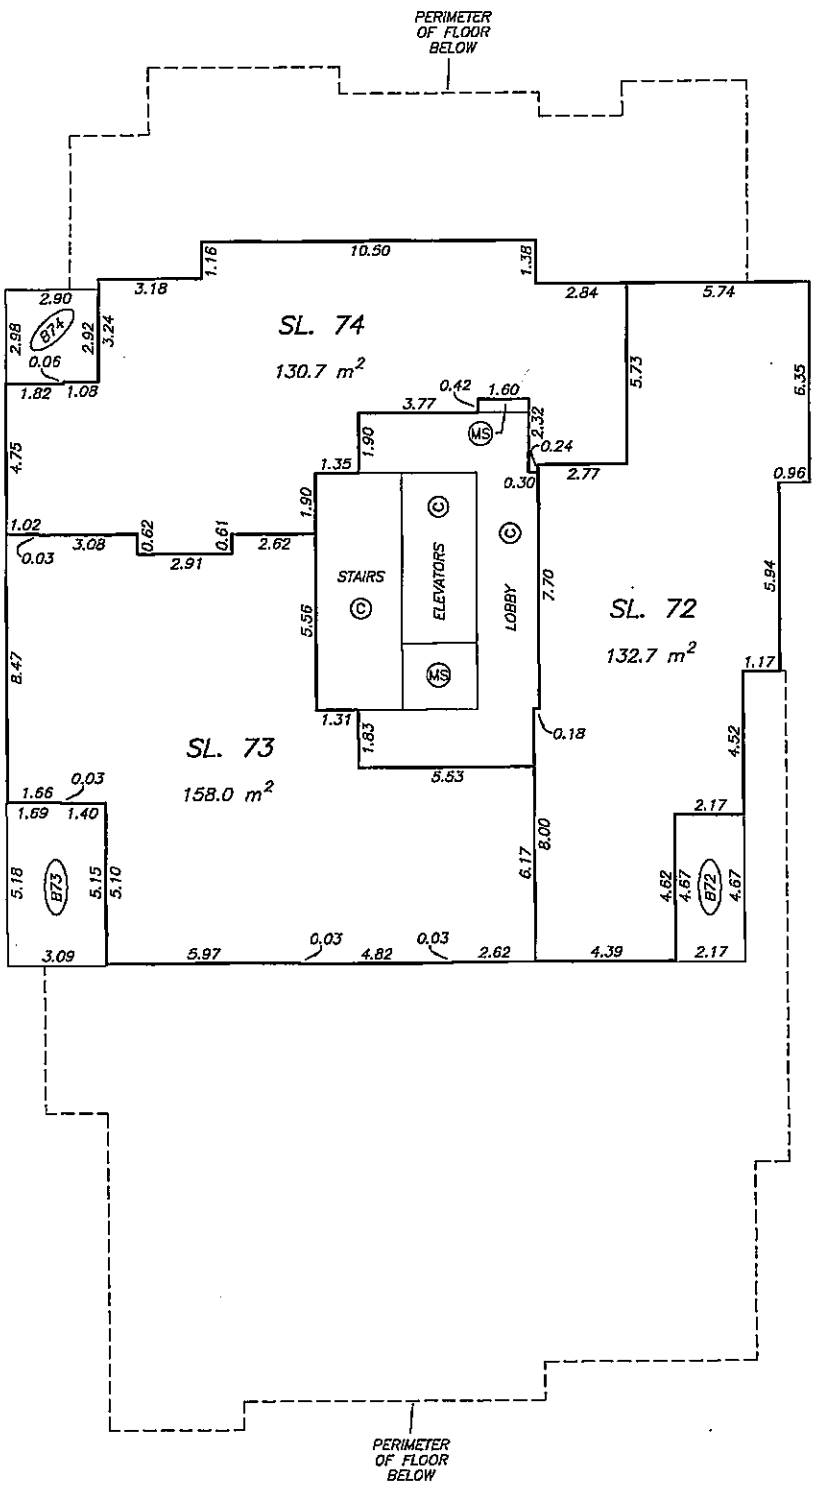 PERIMETER
OF FLOOR
BELOW
10.50
1.16
1.38
3.18
2.84
5.74
2.90
2.98
B74
2.92
3.24
SL. 74
130.7 m²
5.73
6.35
0.06
1.82
1.08
0.42
1.60
3.77
2.32
MS
1.90
0.24
4.75
1.35
0.30
2.77
0.96
1.90
C
C
1.02
3.08
0.62
0.61
2.62
0.03
2.91
STAIRS
C
ELEVATORS
LOBBY
7.70
5.94
5.56
SL. 72
132.7 m²
8.47
MS
1.17
1.31
1.83
0.18
4.52
SL. 73
158.0 m²
5.53
1.66
0.03
1.69
1.40
2.17
5.18
B73
5.15
5.10
6.17
8.00
4.62
4.67
B72
4.67
3.09
5.97
0.03
4.82
0.03
2.62
4.39
2.17
PERIMETER
OF FLOOR
BELOW